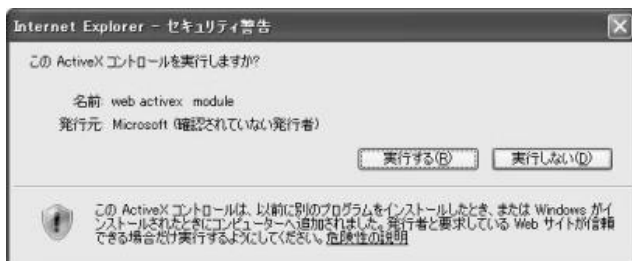 Internet Explorer - セキュリティ警告
この ActiveX コントロールを実行しますか?
名前: web activex module
発行元: Microsoft (確認されていない発行者)
実行する(R) 実行しない(D)
この ActiveX コントロールは、以前に別のプログラムをインストールしたとき、または Windows がイ
ンストールされたときにコンピューターへ追加されました。発行者と要求している Web サイトが信頼
できる場合だけ実行するようにしてください。危険性の説明